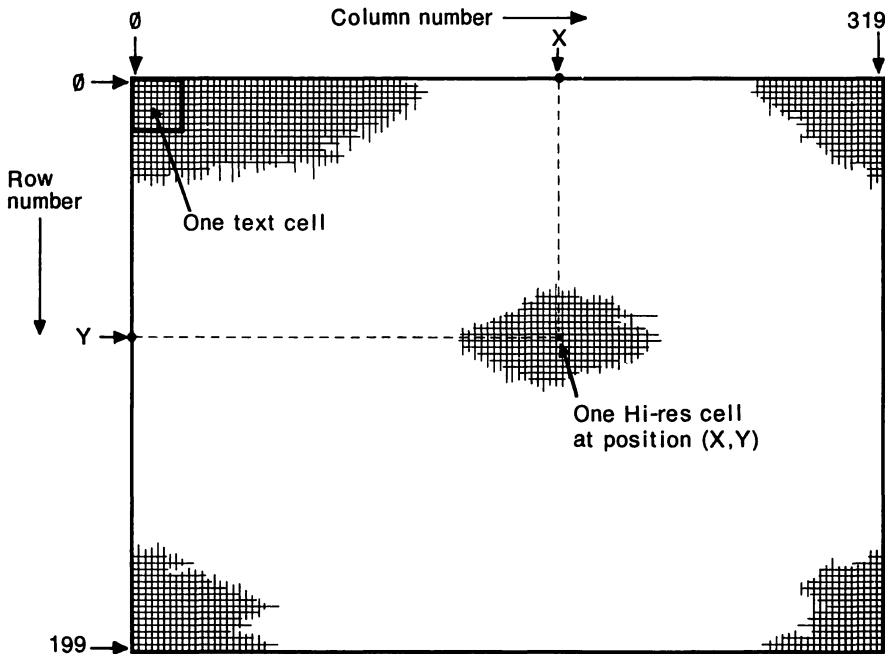 Ø
Column number
319
X
Ø
Row
number
One text cell
Y
One Hi-res cell
at position (X,Y)
199